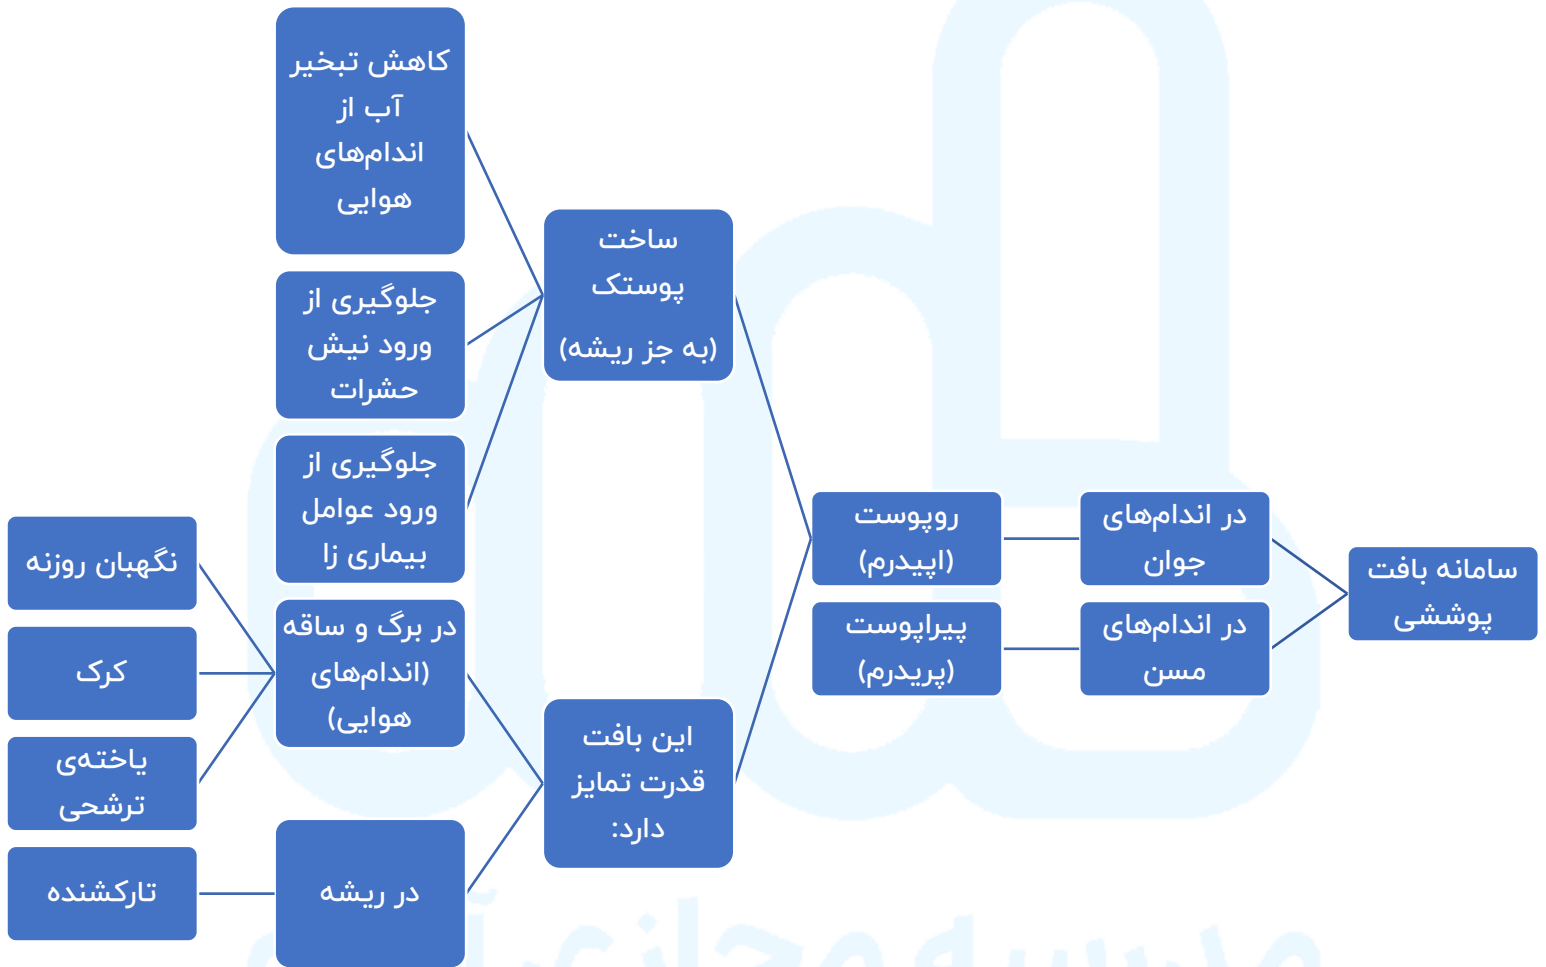 سامانه بافت
پوششی
در اندام‌های
جوان
روپوست
(اپیدرم)
ساخت
پوستک
(به جز ریشه)
کاهش تبخیر
آب از
اندام‌های
هوایی
جلوگیری از
ورود نیش
حشرات
جلوگیری از
ورود عوامل
بیماری زا
این بافت
قدرت تمایز
دارد:
در برگ و ساقه
(اندام‌های
هوایی)
نگهبان روزنه
کرک
یاخته‌ی
ترشحی
در ریشه
تارکشنده
در اندام‌های
مسن
پیراپوست
(پریدرم)